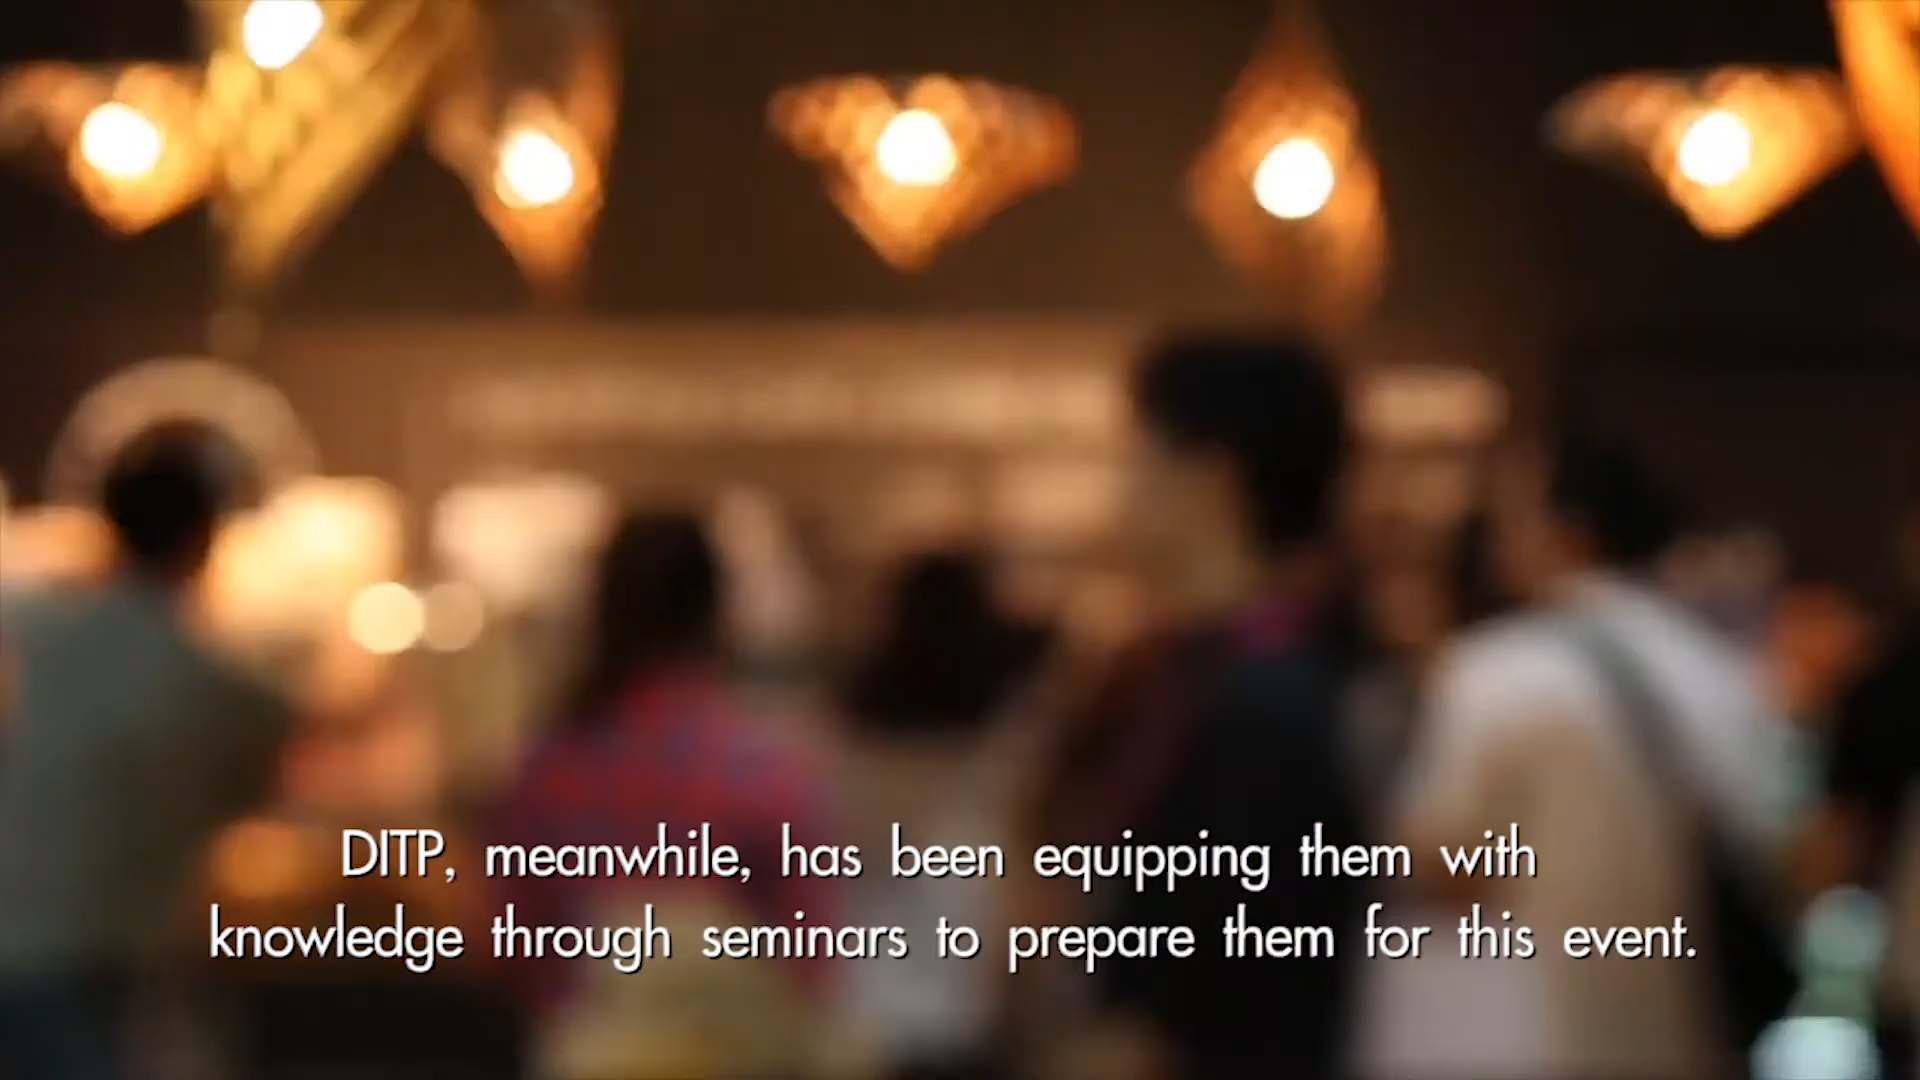 DITP, meanwhile, has been equipping them with
knowledge through seminars to prepare them for this event.